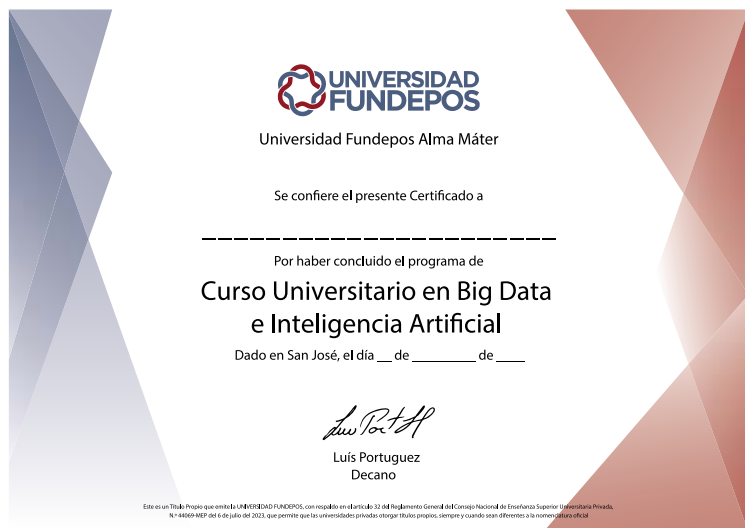 UNIVERSIDAD
FUNDEPOS
Universidad Fundepos Alma Máter
Se confiere el presente Certificado a
Por haber concluido el programa de
Curso Universitario en Big Data
e Inteligencia Artificial
Dado en San José, el día __ de ________ de ____
Luís Portuguez
Decano
Este es un Título Propio que emite la UNIVERSIDAD FUNDEPOS, con respaldo en el artículo 32 del Reglamento General del Consejo Nacional de Enseñanza Superior Universitaria Privada,
N.º 44069-MEP del 6 de julio del 2023, que permite que las universidades privadas otorgar títulos propios, siempre y cuando sean diferentes a la nomenclatura oficial